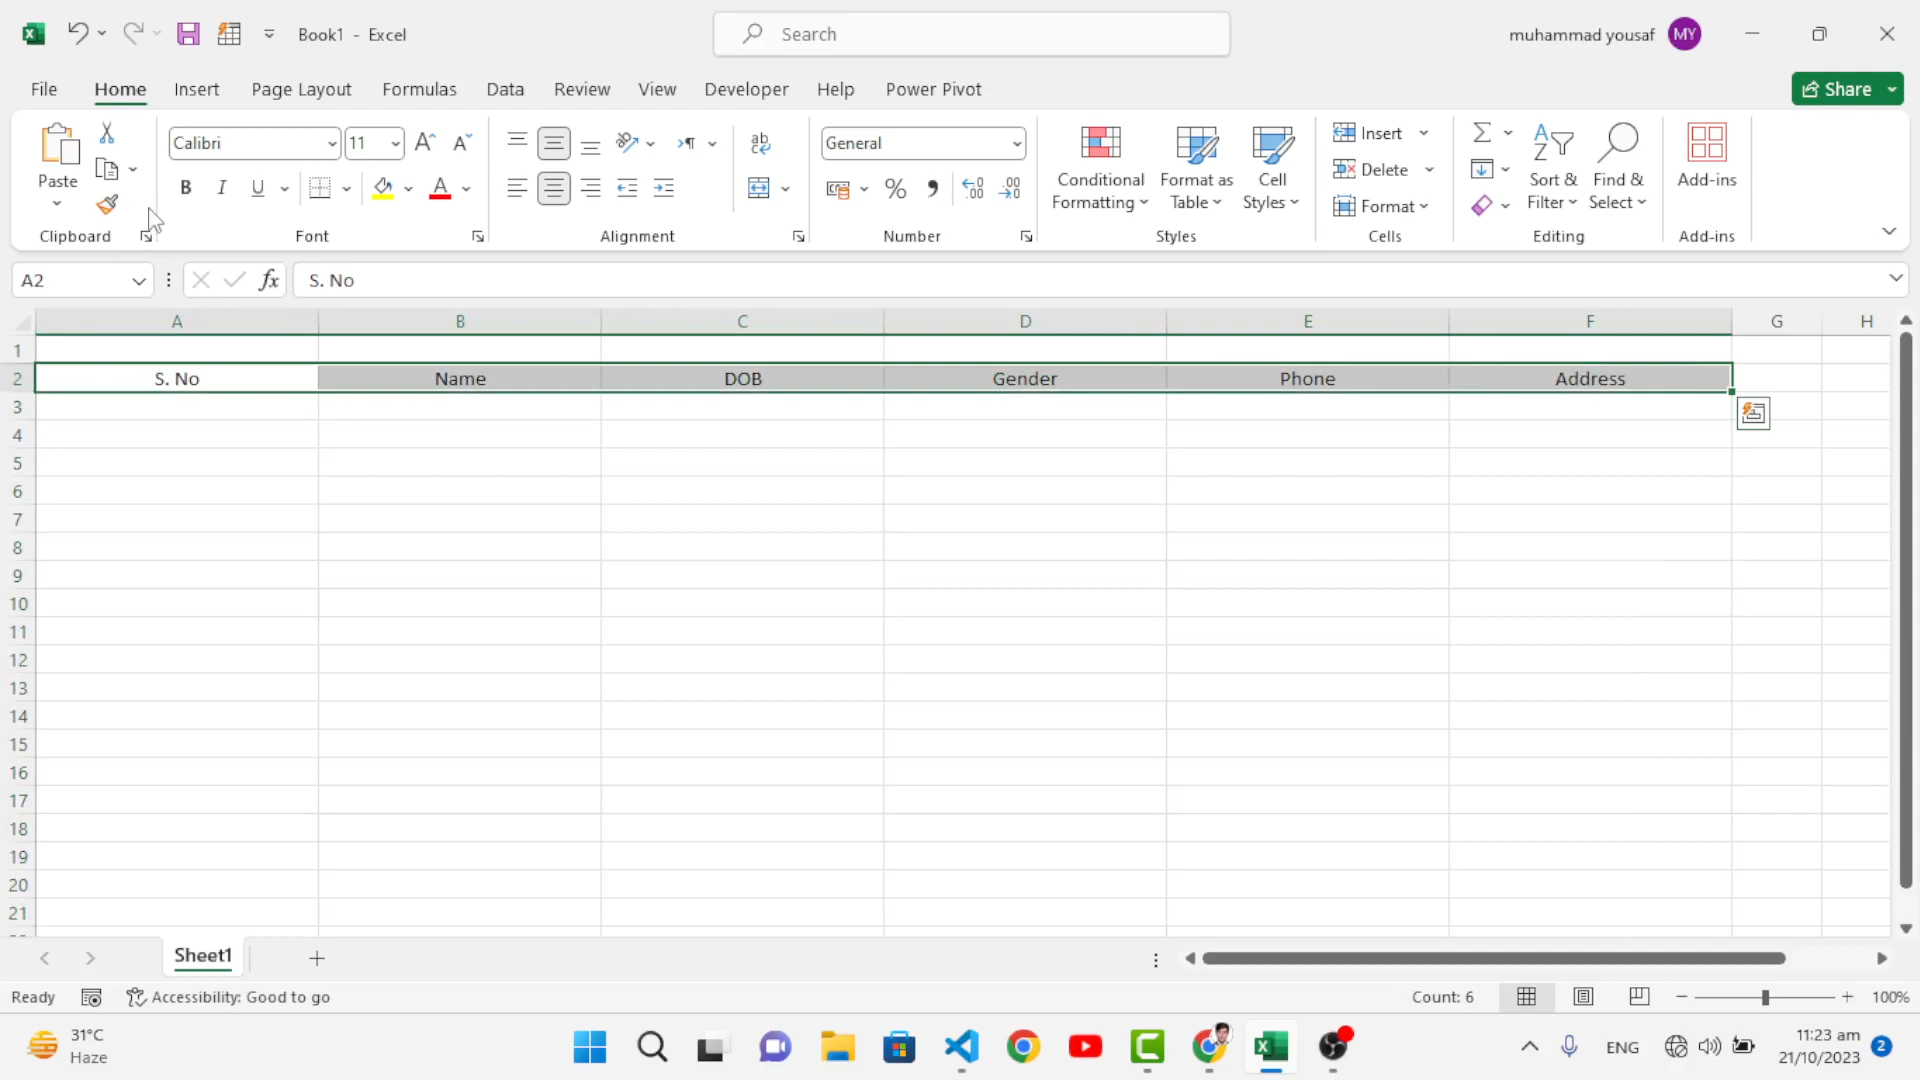 Book1 - Excel
Search
muhammad yousaf MY
File Home Insert Page Layout Formulas Data Review View Developer Help Power Pivot Share
Paste
Clipboard
Calibri 11
B I U A
Font
ab
Alignment
General
% 9 .00
Number
Conditional Formatting
Format as Table
Cell Styles
Styles
Insert
Delete
Format
Cells
Sort & Filter
Find & Select
Editing
Add-ins
Add-ins
A2 fx S. No
A B C D E F G H
1
2 S. No Name DOB Gender Phone Address
3
4
5
6
7
8
9
10
11
12
13
14
15
16
17
18
19
20
21
Sheet1
Ready Accessibility: Good to go Count: 6 100%
31°C
Haze
ENG
11:23 am
21/10/2023
2